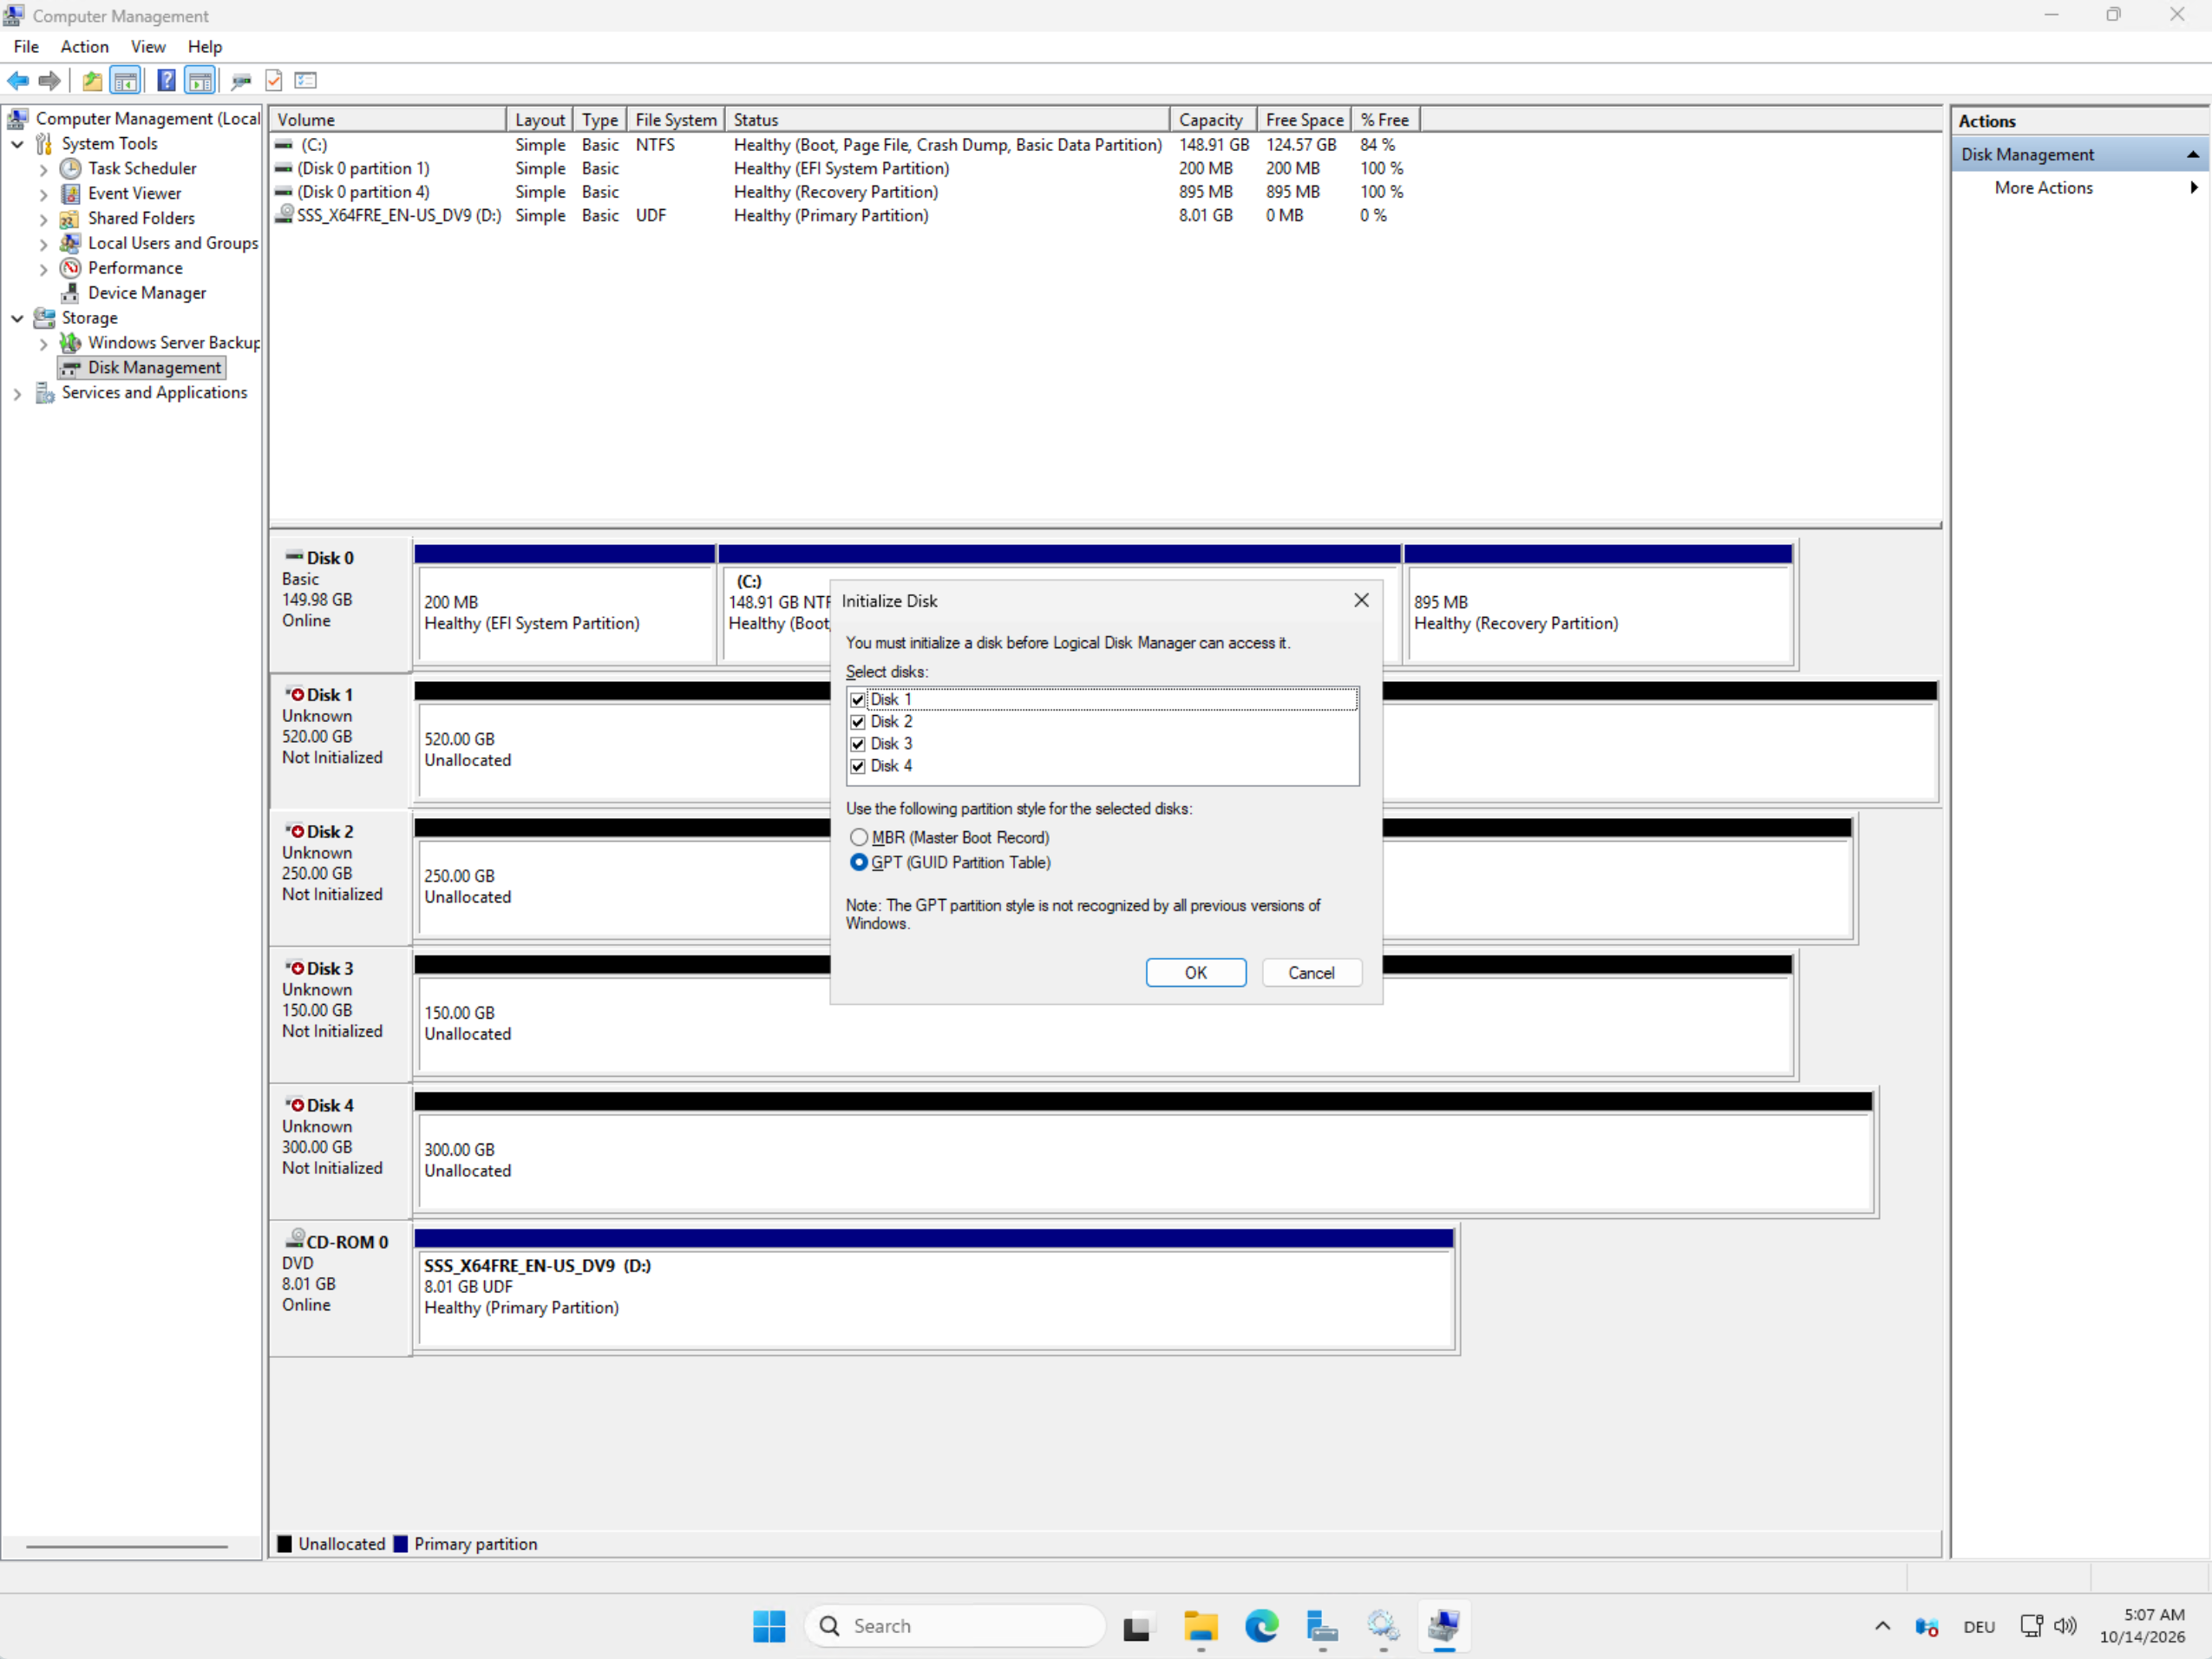 Computer Management
File Action View Help
Computer Management (Local
System Tools
Task Scheduler
Event Viewer
Shared Folders
Local Users and Groups
Performance
Device Manager
Storage
Windows Server Backup
Disk Management
Services and Applications
Volume Layout Type File System Status Capacity Free Space % Free
(C:) Simple Basic NTFS Healthy (Boot, Page File, Crash Dump, Basic Data Partition) 148.91 GB 124.57 GB 84 %
(Disk 0 partition 1) Simple Basic Healthy (EFI System Partition) 200 MB 200 MB 100 %
(Disk 0 partition 4) Simple Basic Healthy (Recovery Partition) 895 MB 895 MB 100 %
SSS_X64FRE_EN-US_DV9 (D:) Simple Basic UDF Healthy (Primary Partition) 8.01 GB 0 MB 0 %
Actions
Disk Management
More Actions
Disk 0
Basic
149.98 GB
Online
200 MB
Healthy (EFI System Partition)
(C:)
148.91 GB NTF
Healthy (Boot,
895 MB
Healthy (Recovery Partition)
Disk 1
Unknown
520.00 GB
Not Initialized
520.00 GB
Unallocated
Disk 2
Unknown
250.00 GB
Not Initialized
250.00 GB
Unallocated
Disk 3
Unknown
150.00 GB
Not Initialized
150.00 GB
Unallocated
Disk 4
Unknown
300.00 GB
Not Initialized
300.00 GB
Unallocated
CD-ROM 0
DVD
8.01 GB
Online
SSS_X64FRE_EN-US_DV9 (D:)
8.01 GB UDF
Healthy (Primary Partition)
Initialize Disk
You must initialize a disk before Logical Disk Manager can access it.
Select disks:
Disk 1
Disk 2
Disk 3
Disk 4
Use the following partition style for the selected disks:
MBR (Master Boot Record)
GPT (GUID Partition Table)
Note: The GPT partition style is not recognized by all previous versions of
Windows.
OK Cancel
Unallocated Primary partition
Search
DEU
5:07 AM
10/14/2026